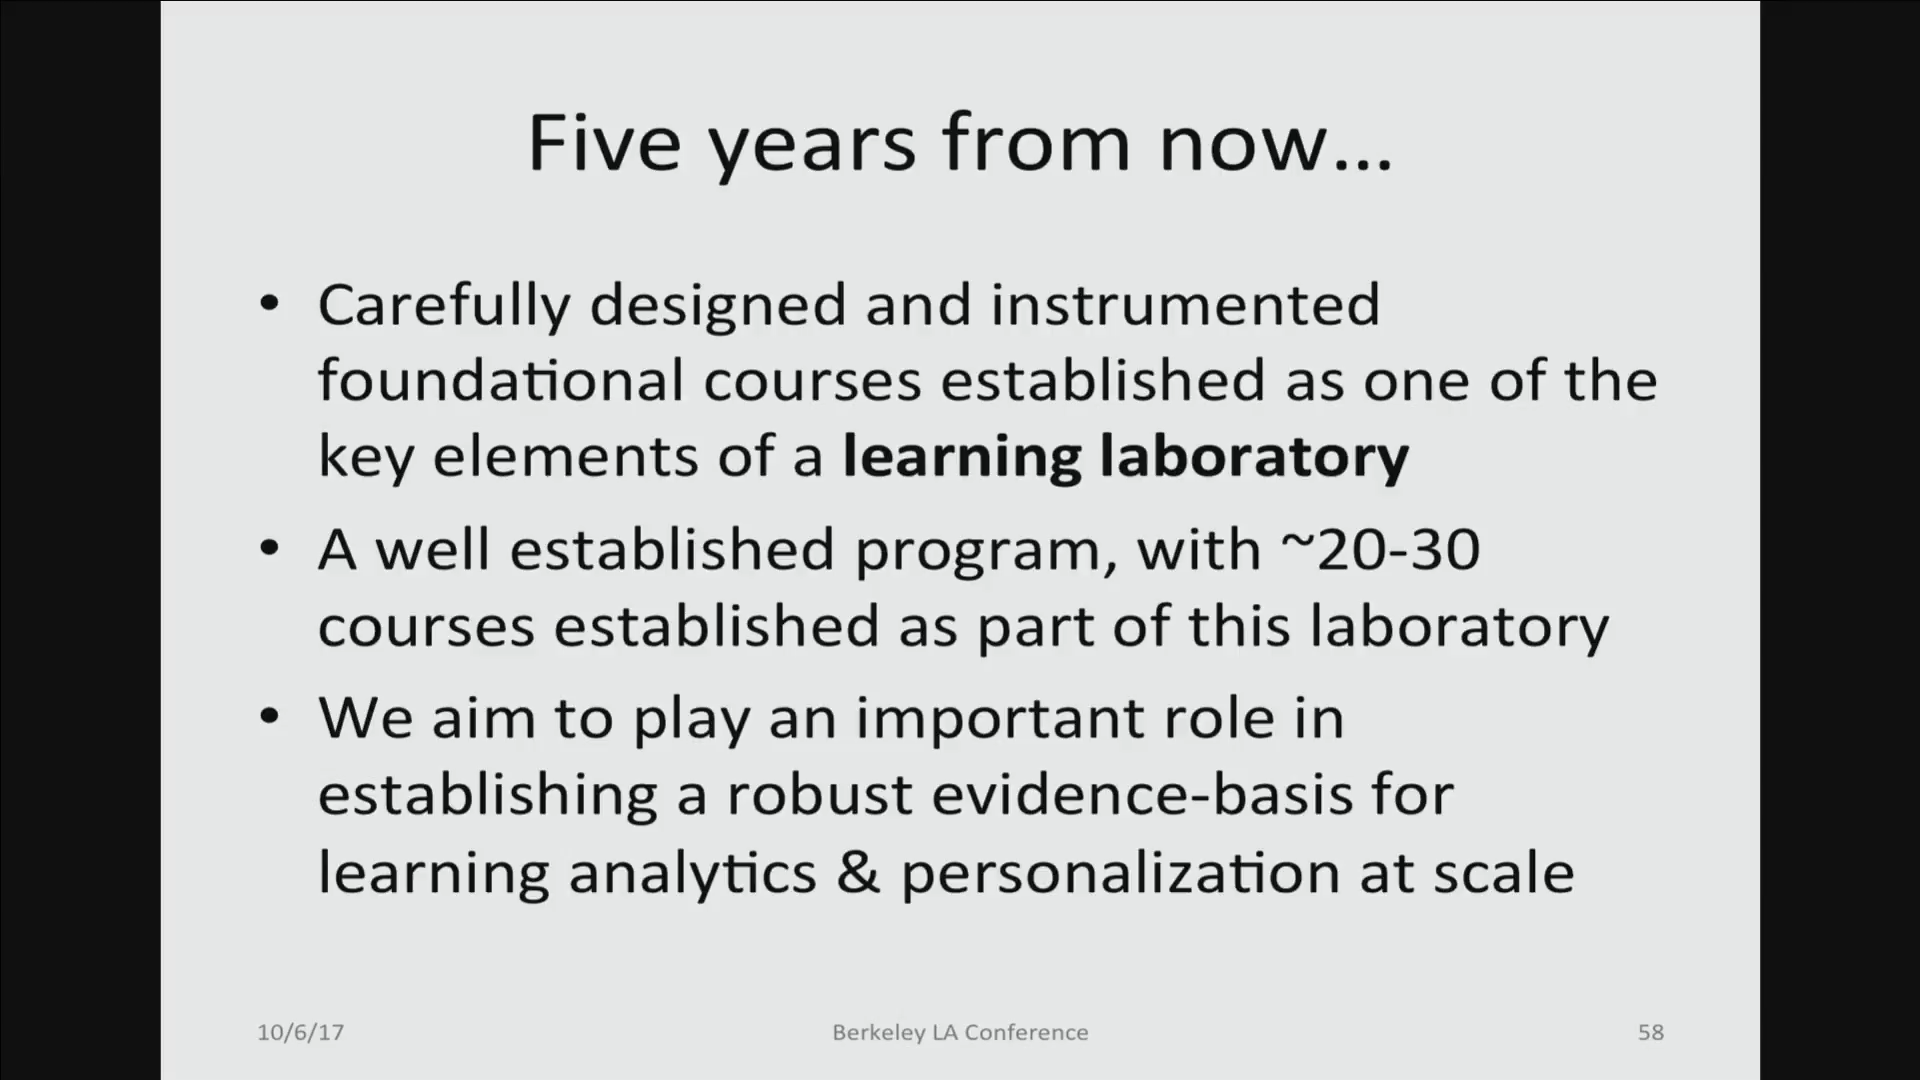 Five years from now...
• Carefully designed and instrumented
foundational courses established as one of the
key elements of a learning laboratory
• A well established program, with ~20-30
courses established as part of this laboratory
• We aim to play an important role in
establishing a robust evidence-basis for
learning analytics & personalization at scale
10/6/17
Berkeley LA Conference
58